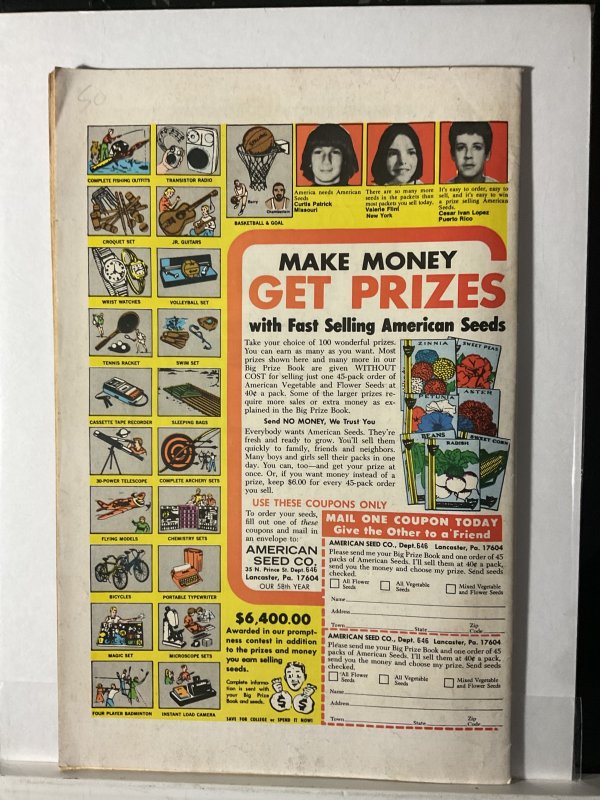 60
COMPLETE FISHING OUTFITS
TRANSISTOR RADIO
SPALDING
Barry
Chamberlain
BASKETBALL & GOAL
America needs American
Seeds
Curtis Patrick
Missouri
There are so many more
seeds in the packets than
most packets you sell today.
Valerie Flint
New York
It's easy to order, easy to
sell, and it's easy to win
a prize selling American
Seeds.
Cesar Ivan Lopez
Puerto Rico
CROQUET SET
JR. GUITARS
WRIST WATCHES
VOLLEYBALL SET
TENNIS RACKET
SWIM SET
CASSETTE TAPE RECORDER
SLEEPING BAGS
30-POWER TELESCOPE
COMPLETE ARCHERY SETS
FLYING MODELS
CHEMISTRY SETS
BICYCLES
PORTABLE TYPEWRITER
MAGIC SET
MICROSCOPE SETS
FOUR PLAYER BADMINTON
INSTANT LOAD CAMERA
MAKE MONEY
GET PRIZES
with Fast Selling American Seeds
Take your choice of 100 wonderful prizes.
You can earn as many as you want. Most
prizes shown here and many more in our
Big Prize Book are given WITHOUT
COST for selling just one 45-pack order of
American Vegetable and Flower Seeds at
40¢ a pack. Some of the larger prizes re-
quire more sales or extra money as ex-
plained in the Big Prize Book.
Send NO MONEY, We Trust You
Everybody wants American Seeds. They're
fresh and ready to grow. You'll sell them
quickly to family, friends and neighbors.
Many boys and girls sell their packs in one
day. You can, too—and get your prize at
once. Or, if you want money instead of a
prize, keep $6.00 for every 45-pack order
you sell.
ZINNIA
SWEET PEAS
PETUNIA
ASTER
BEANS
RADISH
SWEET CORN
USE THESE COUPONS ONLY
To order your seeds,
fill out one of these
coupons and mail in
an envelope to:
AMERICAN
SEED CO.
35 N. Prince St. Dept. 646
Lancaster, Pa. 17604
OUR 58th YEAR
MAIL ONE COUPON TODAY
Give the Other to a Friend
AMERICAN SEED CO., Dept. 646 Lancaster, Pa. 17604
Please send me your Big Prize Book and one order of 45
packs of American Seeds. I'll sell them at 40¢ a pack,
send you the money and choose my prize. Send seeds
checked.
All Flower Seeds
All Vegetable Seeds
Mixed Vegetable and Flower Seeds
Name
Address
Town State Zip Code
AMERICAN SEED CO., Dept. 646 Lancaster, Pa. 17604
Please send me your Big Prize Book and one order of 45
packs of American Seeds. I'll sell them at 40¢ a pack,
send you the money and choose my prize. Send seeds
checked.
All Flower Seeds
All Vegetable Seeds
Mixed Vegetable and Flower Seeds
Name
Address
Town State Zip Code
$6,400.00
Awarded in our prompt-
ness contest in addition
to the prizes and money
you earn selling
seeds.
Complete informa-
tion is sent with
your Big Prize
Book and seeds.
$
$
SAVE FOR COLLEGE or SPEND IT NOW!